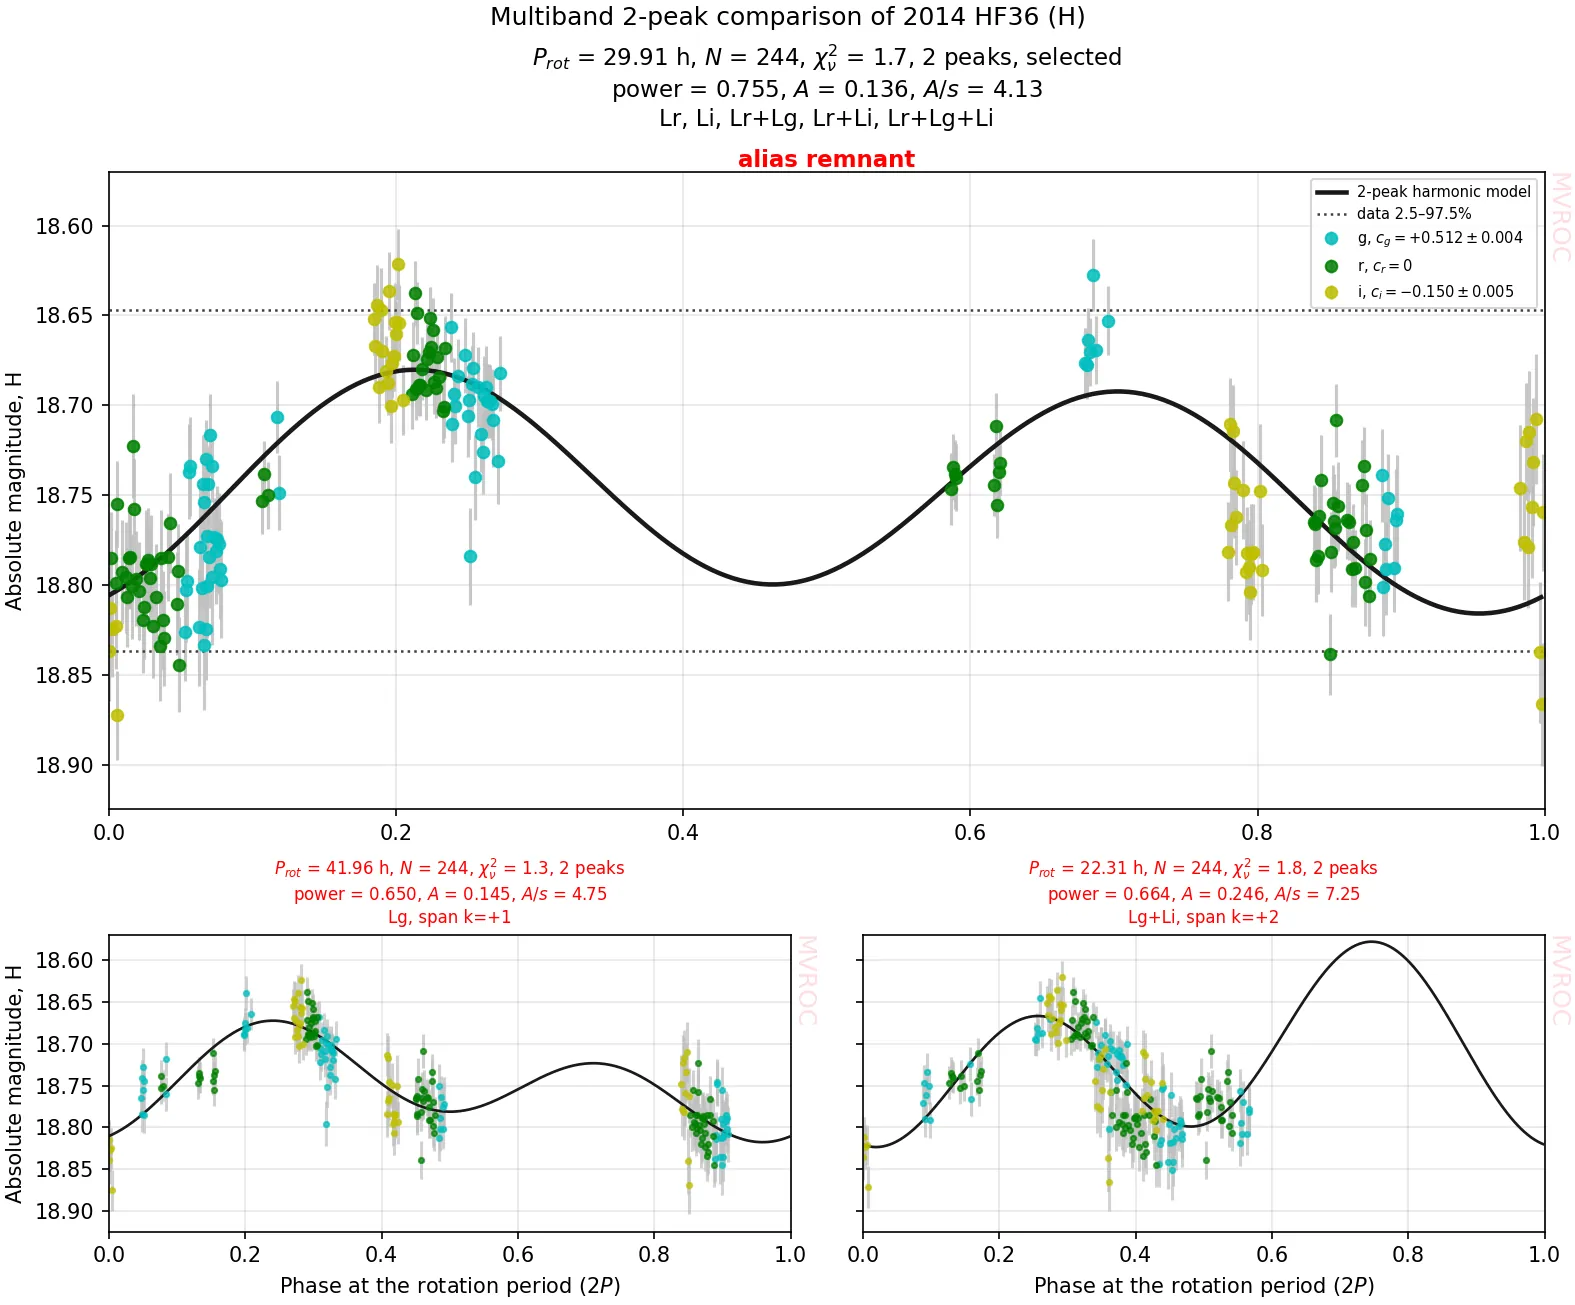 Multiband 2-peak comparison of 2014 HF36 (H)
P_rot = 29.91 h, N = 244, χ²_ν = 1.7, 2 peaks, selected
power = 0.755, A = 0.136, A/s = 4.13
Lr, Li, Lr+Lg, Lr+Li, Lr+Lg+Li
alias remnant
2-peak harmonic model
data 2.5–97.5%
g, c_g = +0.512 ± 0.004
r, c_r = 0
i, c_i = −0.150 ± 0.005
MVROC
Absolute magnitude, H
18.60
18.65
18.70
18.75
18.80
18.85
18.90
0.0 0.2 0.4 0.6 0.8 1.0
P_rot = 41.96 h, N = 244, χ²_ν = 1.3, 2 peaks
power = 0.650, A = 0.145, A/s = 4.75
Lg, span k=+1
MVROC
Absolute magnitude, H
18.60
18.65
18.70
18.75
18.80
18.85
18.90
0.0 0.2 0.4 0.6 0.8 1.0
Phase at the rotation period (2P)
P_rot = 22.31 h, N = 244, χ²_ν = 1.8, 2 peaks
power = 0.664, A = 0.246, A/s = 7.25
Lg+Li, span k=+2
MVROC
0.0 0.2 0.4 0.6 0.8 1.0
Phase at the rotation period (2P)